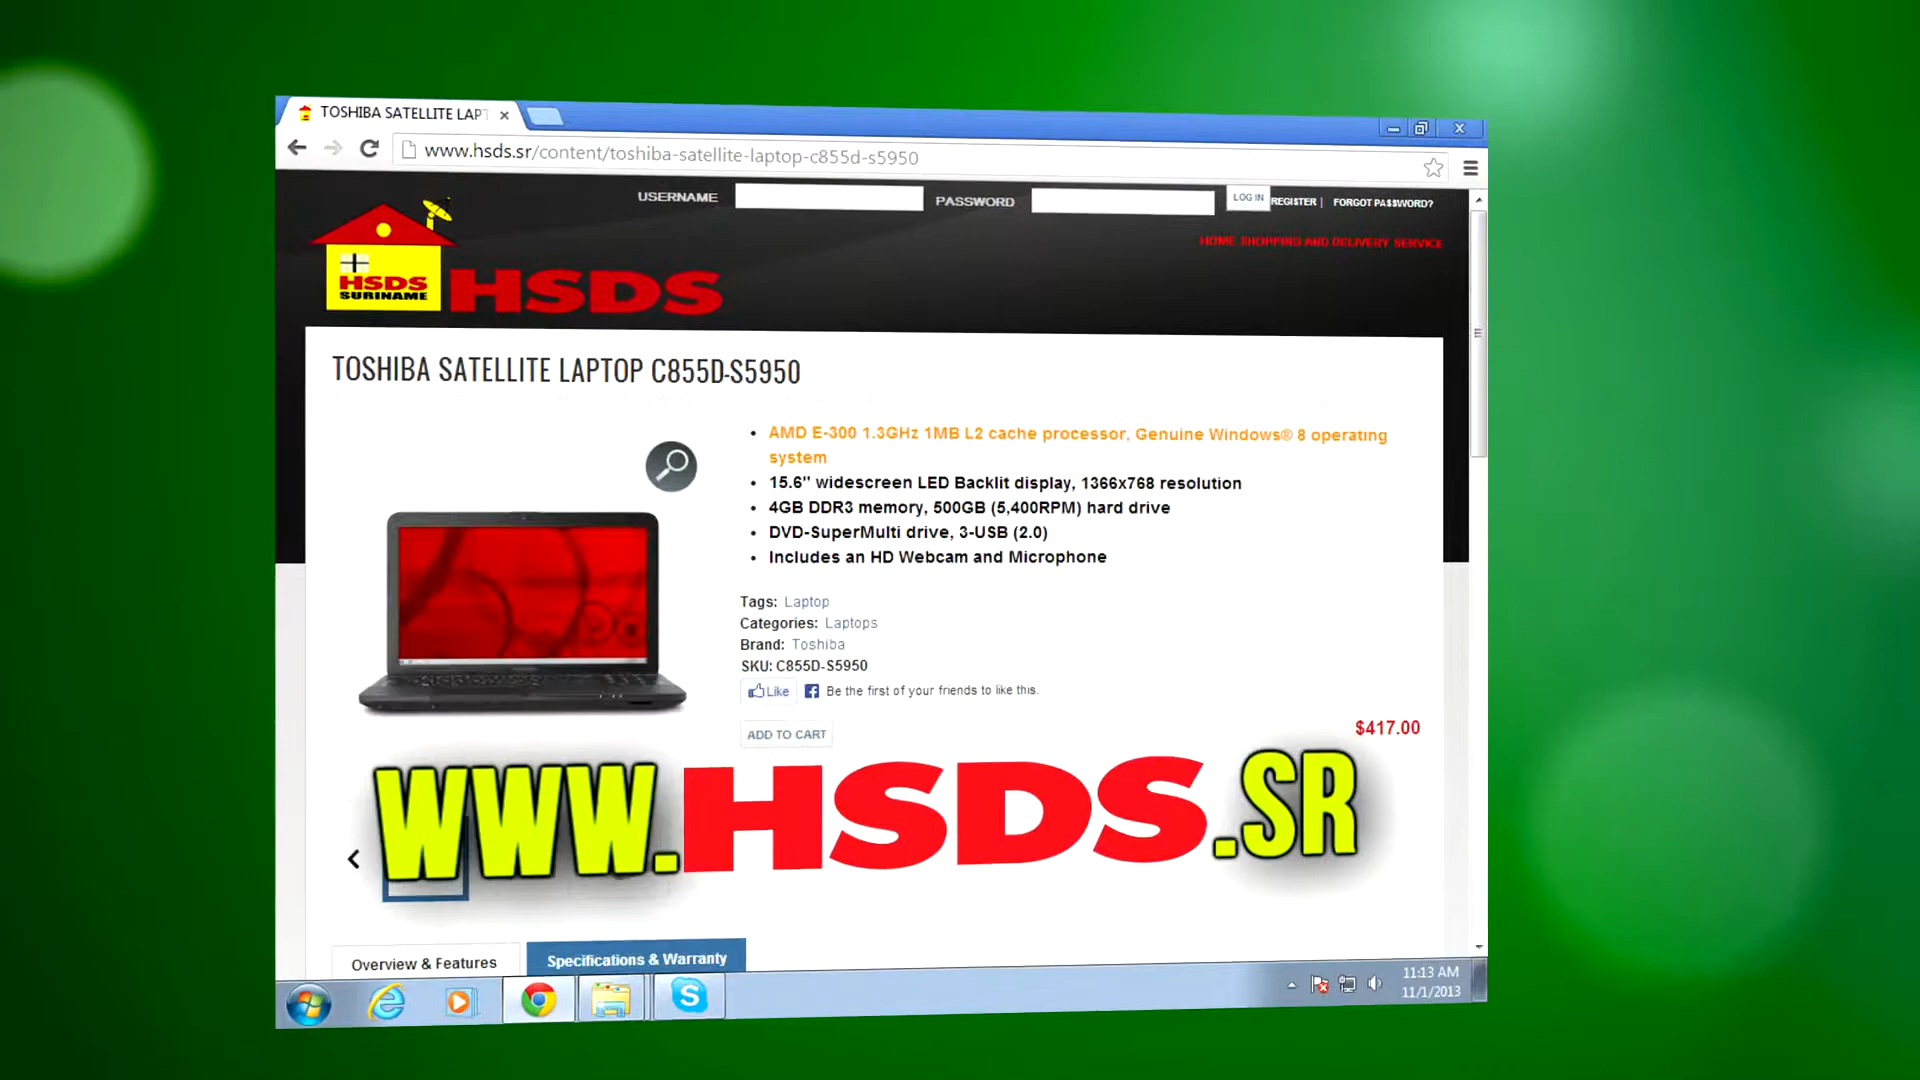 TOSHIBA SATELLITE LAP
www.hsds.sr/content/toshiba-satellite-laptop-c855d-s5950
USERNAME PASSWORD LOG IN REGISTER | FORGOT PASSWORD?
HOME SHOPPING AND DELIVERY SERVICE
HSDS
SURINAME
HSDS
TOSHIBA SATELLITE LAPTOP C855D-S5950
• AMD E-300 1.3GHz 1MB L2 cache processor, Genuine Windows® 8 operating
system
• 15.6" widescreen LED Backlit display, 1366x768 resolution
• 4GB DDR3 memory, 500GB (5,400RPM) hard drive
• DVD-SuperMulti drive, 3-USB (2.0)
• Includes an HD Webcam and Microphone
Tags: Laptop
Categories: Laptops
Brand: Toshiba
SKU: C855D-S5950
Like Be the first of your friends to like this.
$417.00
ADD TO CART
WWW.HSDS.SR
Overview & Features Specifications & Warranty
11:13 AM
11/1/2013